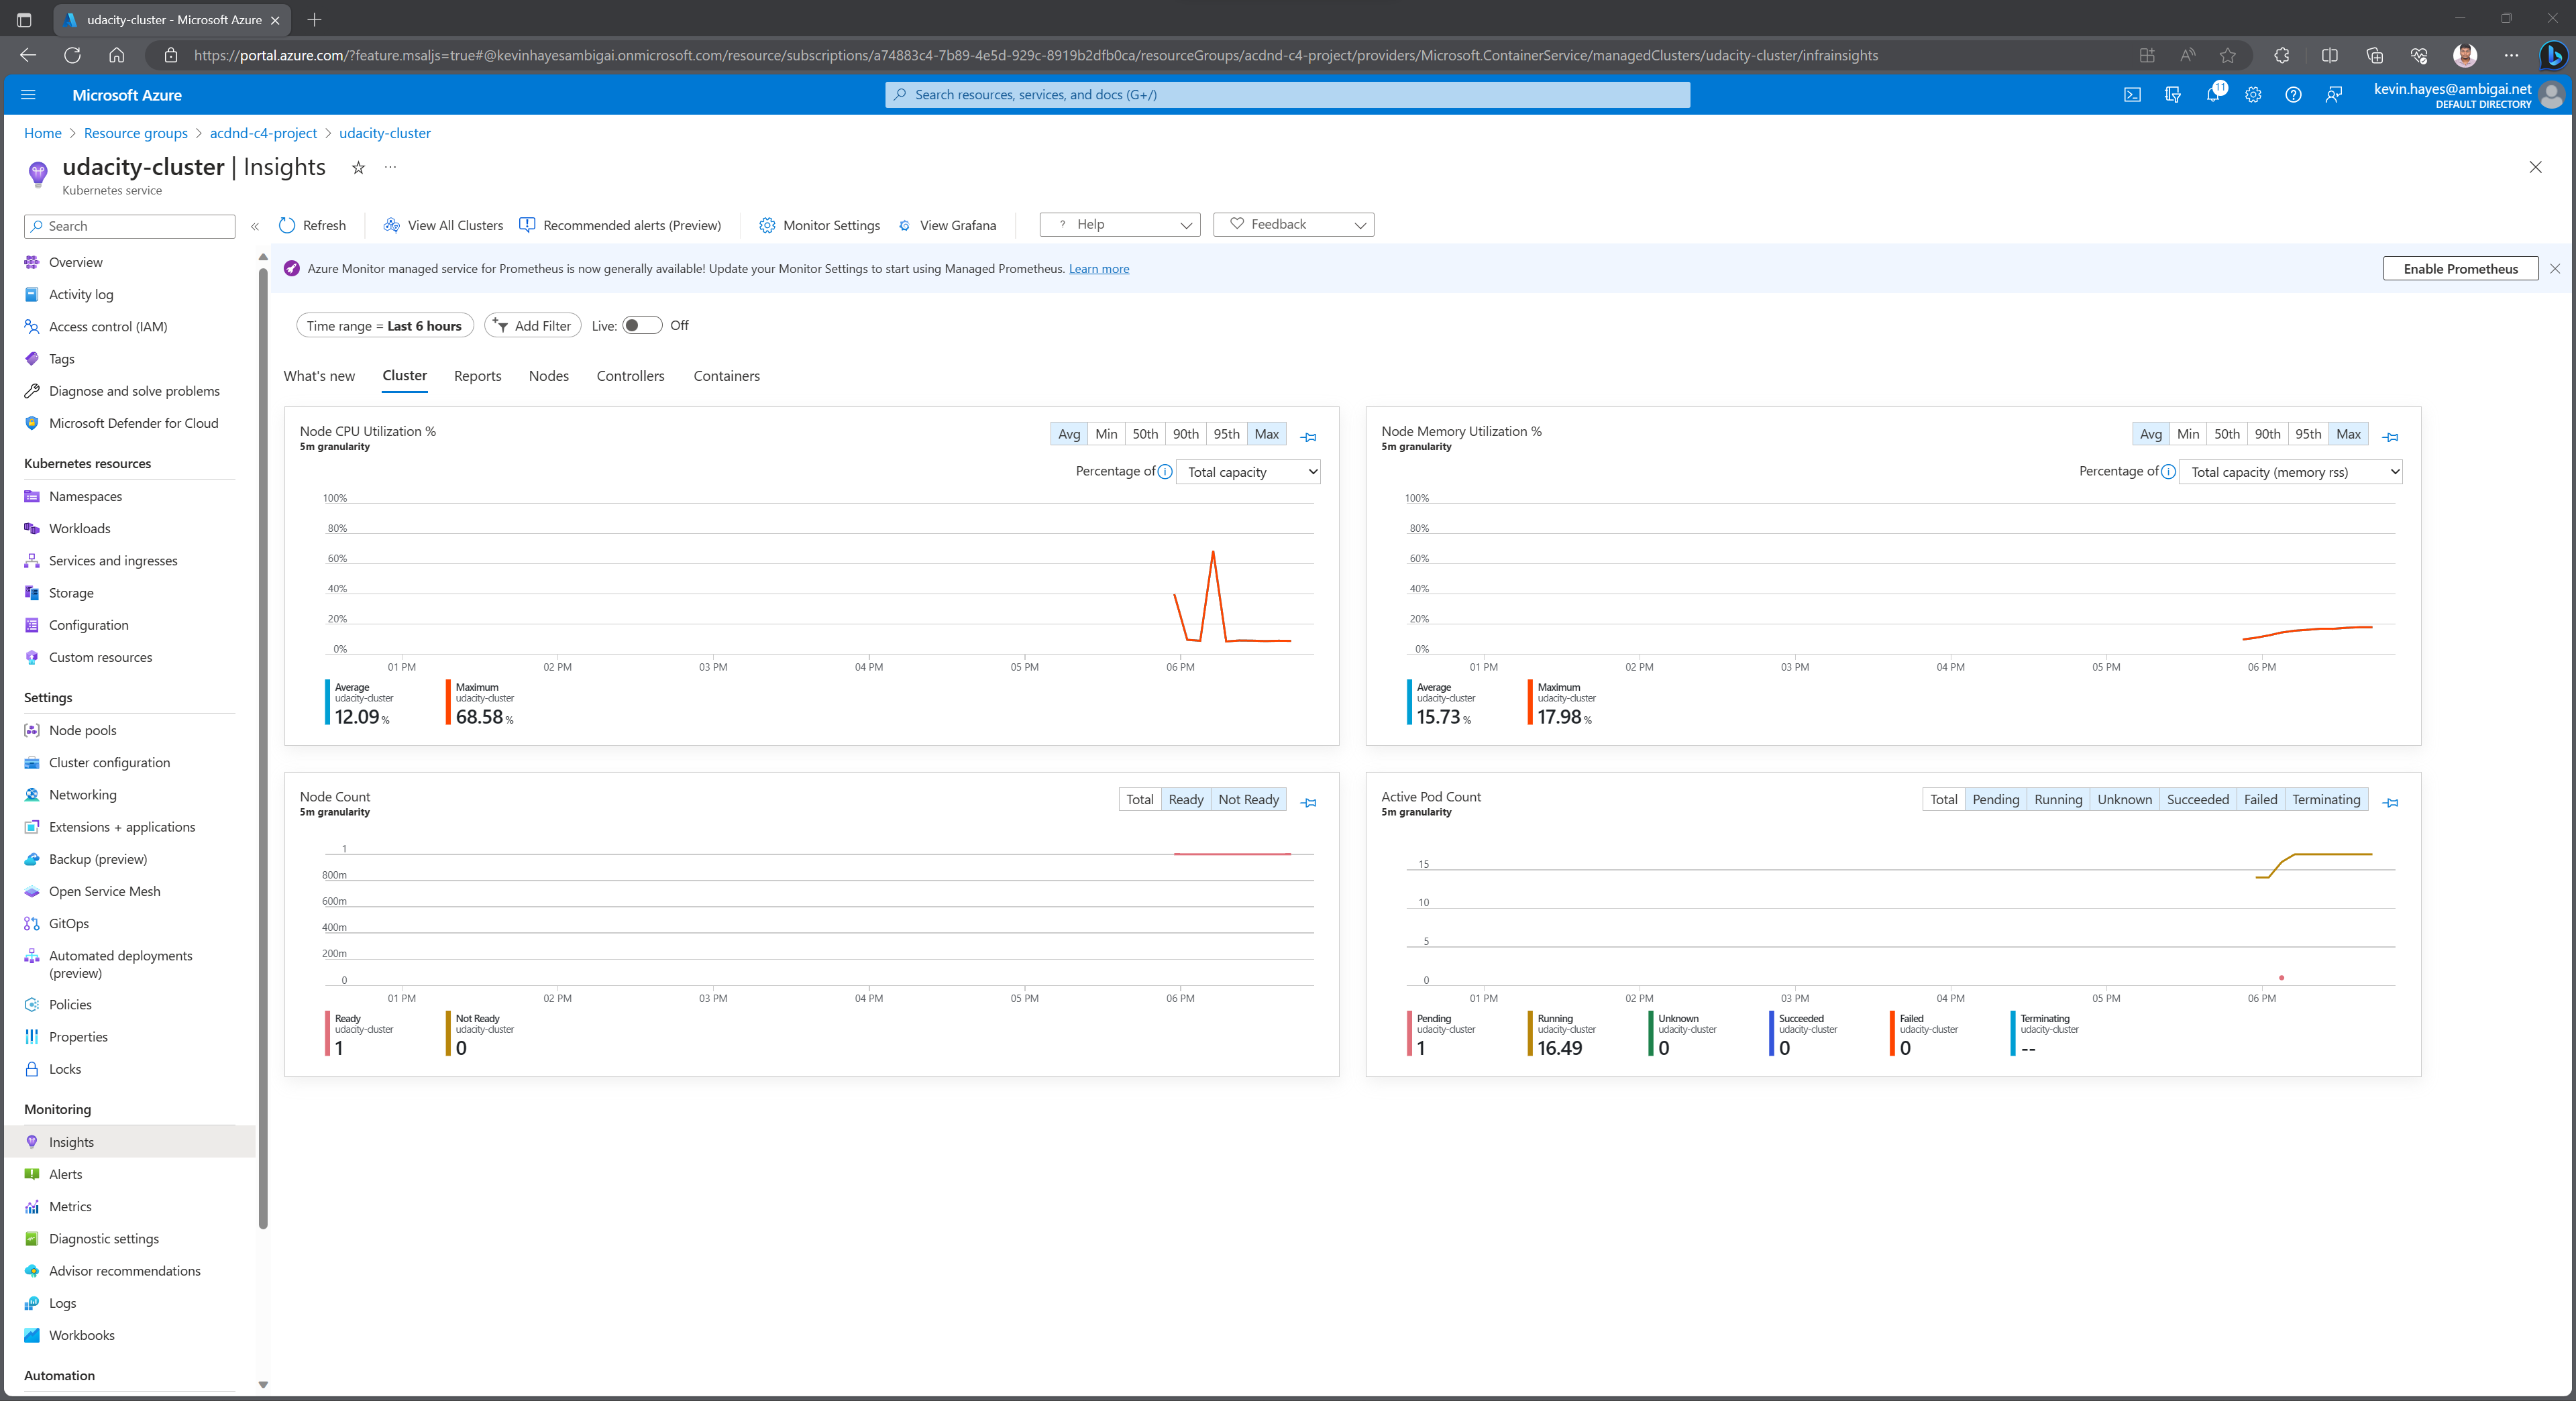 udacity-cluster - Microsoft Azure
https://portal.azure.com/?feature.msaljs=true#@kevinhayesambigai.onmicrosoft.com/resource/subscriptions/a74883c4-7b89-4e5d-929c-8919b2dfb0ca/resourceGroups/acdnd-c4-project/providers/Microsoft.ContainerService/managedClusters/udacity-cluster/infrainsights
Microsoft Azure
Search resources, services, and docs (G+/)
11
kevin.hayes@ambigai.net
DEFAULT DIRECTORY
Home > Resource groups > acdnd-c4-project > udacity-cluster
udacity-cluster | Insights
Kubernetes service
Search
Refresh
View All Clusters
Recommended alerts (Preview)
Monitor Settings
View Grafana
? Help
Feedback
Overview
Activity log
Access control (IAM)
Tags
Diagnose and solve problems
Microsoft Defender for Cloud
Kubernetes resources
Namespaces
Workloads
Services and ingresses
Storage
Configuration
Custom resources
Settings
Node pools
Cluster configuration
Networking
Extensions + applications
Backup (preview)
Open Service Mesh
GitOps
Automated deployments
(preview)
Policies
Properties
Locks
Monitoring
Insights
Alerts
Metrics
Diagnostic settings
Advisor recommendations
Logs
Workbooks
Automation
Azure Monitor managed service for Prometheus is now generally available! Update your Monitor Settings to start using Managed Prometheus. Learn more
Enable Prometheus
Time range = Last 6 hours
Add Filter
Live: Off
What's new Cluster Reports Nodes Controllers Containers
Node CPU Utilization %
5m granularity
Avg Min 50th 90th 95th Max
Percentage of Total capacity
100%
80%
60%
40%
20%
0%
01 PM 02 PM 03 PM 04 PM 05 PM 06 PM
Average
udacity-cluster
12.09 %
Maximum
udacity-cluster
68.58 %
Node Memory Utilization %
5m granularity
Avg Min 50th 90th 95th Max
Percentage of Total capacity (memory rss)
100%
80%
60%
40%
20%
0%
01 PM 02 PM 03 PM 04 PM 05 PM 06 PM
Average
udacity-cluster
15.73 %
Maximum
udacity-cluster
17.98 %
Node Count
5m granularity
Total Ready Not Ready
1
800m
600m
400m
200m
0
01 PM 02 PM 03 PM 04 PM 05 PM 06 PM
Ready
udacity-cluster
1
Not Ready
udacity-cluster
0
Active Pod Count
5m granularity
Total Pending Running Unknown Succeeded Failed Terminating
15
10
5
0
01 PM 02 PM 03 PM 04 PM 05 PM 06 PM
Pending
udacity-cluster
1
Running
udacity-cluster
16.49
Unknown
udacity-cluster
0
Succeeded
udacity-cluster
0
Failed
udacity-cluster
0
Terminating
udacity-cluster
--